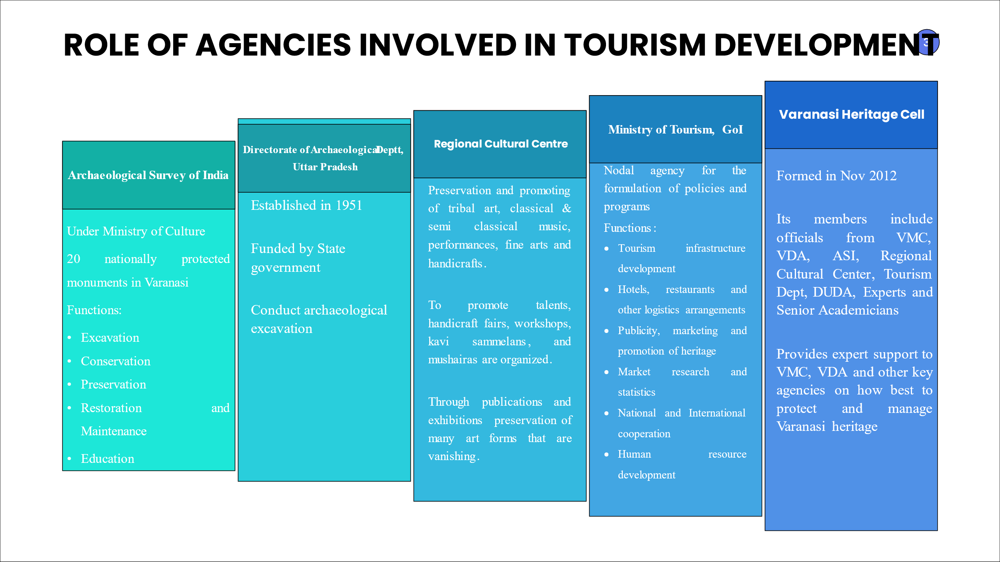 ROLE OF AGENCIES INVOLVED IN TOURISM DEVELOPMENT
3
Archaeological Survey of India
Under Ministry of Culture
20 nationally protected
monuments in Varanasi
Functions:
• Excavation
• Conservation
• Preservation
• Restoration and
Maintenance
• Education
Directorate of Archaeological Deptt,
Uttar Pradesh
Established in 1951
Funded by State
government
Conduct archaeological
excavation
Regional Cultural Centre
Preservation and promoting
of tribal art, classical &
semi classical music,
performances, fine arts and
handicrafts.
To promote talents,
handicraft fairs, workshops,
kavi sammelans, and
mushairas are organized.
Through publications and
exhibitions preservation of
many art forms that are
vanishing.
Ministry of Tourism, GoI
Nodal agency for the
formulation of policies and
programs
Functions:
• Tourism infrastructure
development
• Hotels, restaurants and
other logistics arrangements
• Publicity, marketing and
promotion of heritage
• Market research and
statistics
• National and International
cooperation
• Human resource
development
Varanasi Heritage Cell
Formed in Nov 2012
Its members include
officials from VMC,
VDA, ASI, Regional
Cultural Center, Tourism
Dept, DUDA, Experts and
Senior Academicians
Provides expert support to
VMC, VDA and other key
agencies on how best to
protect and manage
Varanasi heritage